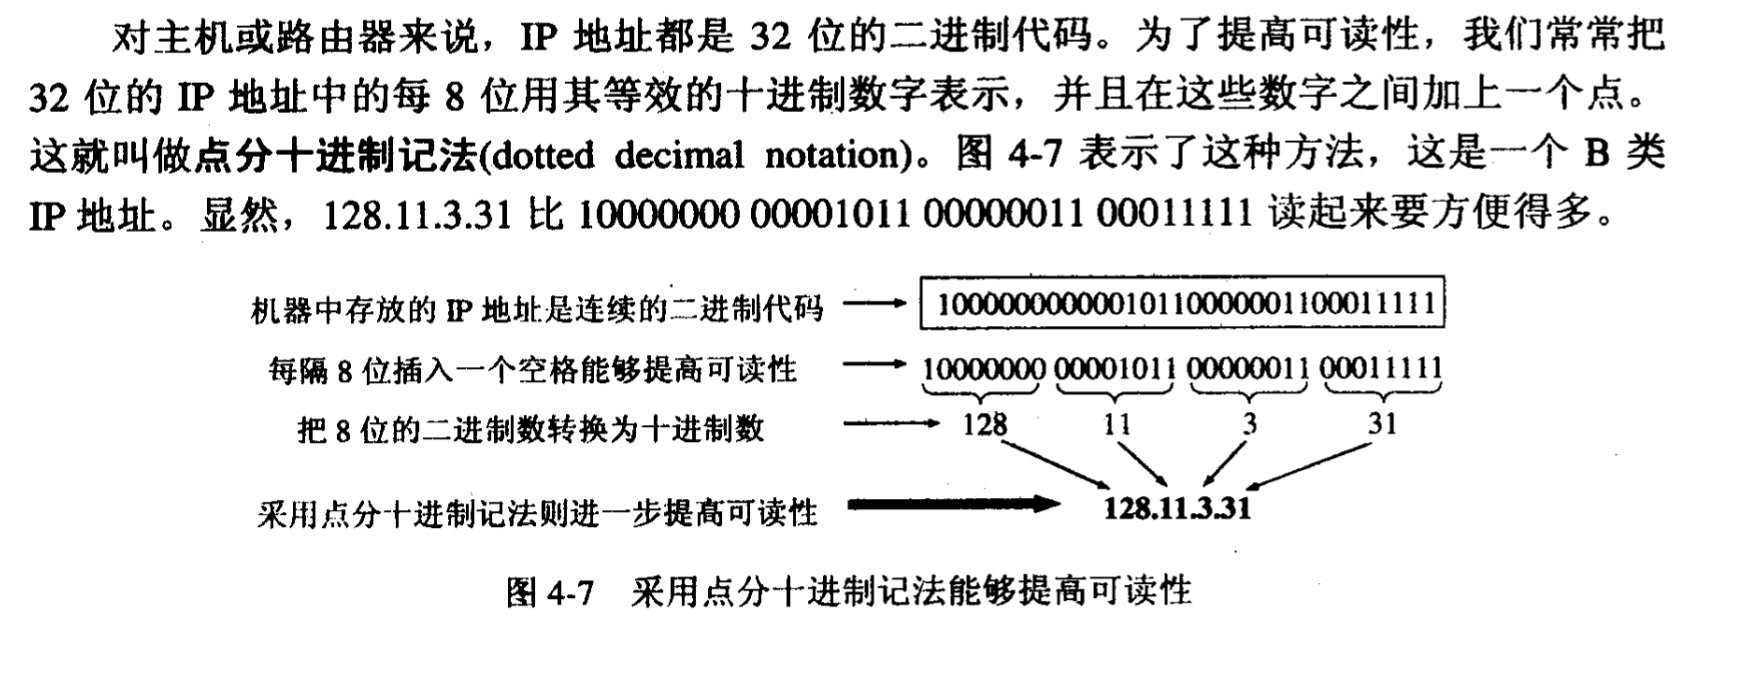 对主机或路由器来说，IP 地址都是 32 位的二进制代码。为了提高可读性，我们常常把
32 位的 IP 地址中的每 8 位用其等效的十进制数字表示，并且在这些数字之间加上一个点。
这就叫做点分十进制记法(dotted decimal notation)。图 4-7 表示了这种方法，这是一个 B 类
IP 地址。显然，128.11.3.31 比 10000000 00001011 00000011 00011111 读起来要方便得多。
机器中存放的 IP 地址是连续的二进制代码 10000000000010110000001100011111
每隔 8 位插入一个空格能够提高可读性 10000000 00001011 00000011 00011111
把 8 位的二进制数转换为十进制数 128 11 3 31
采用点分十进制记法则进一步提高可读性 128.11.3.31
图 4-7 采用点分十进制记法能够提高可读性